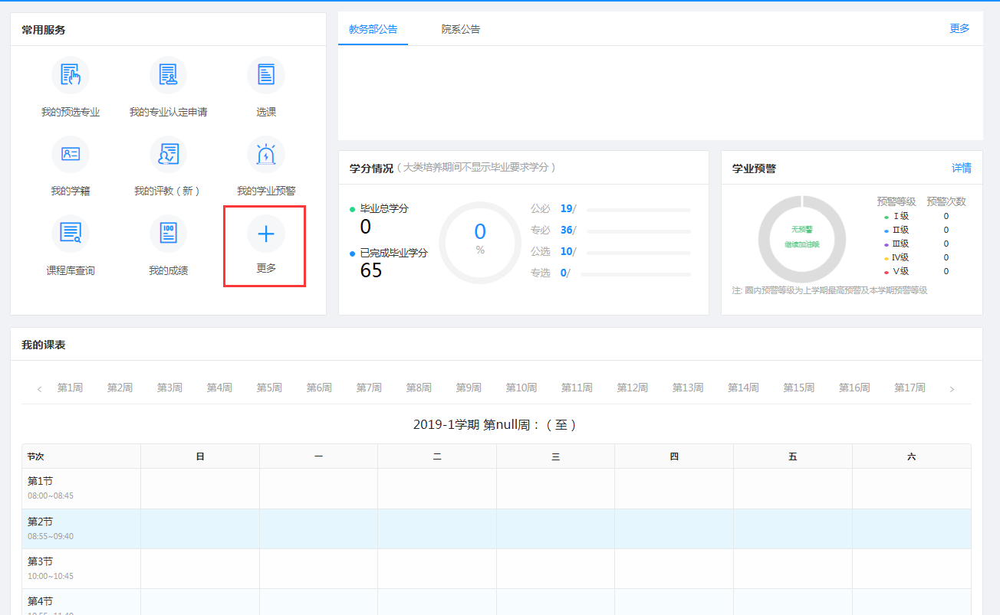 常用服务
我的预选专业
我的专业认定申请
选课
我的学籍
我的评教（新）
我的学业预警
课程库查询
100
我的成绩
更多
教务部公告 院系公告 更多
学分情况（大类培养期间不显示毕业要求学分）
毕业总学分
0
已完成毕业学分
65
0
%
公必 19/
专必 36/
公选 10/
专选 0/
学业预警 详情
无预警
继续加油哦
预警等级 预警次数
Ⅰ级 0
Ⅱ级 0
Ⅲ级 0
Ⅳ级 0
Ⅴ级 0
注: 圈内预警等级为上学期最高预警及本学期预警等级
我的课表
< 第1周 第2周 第3周 第4周 第5周 第6周 第7周 第8周 第9周 第10周 第11周 第12周 第13周 第14周 第15周 第16周 第17周 >
2019-1学期 第null周：（ 至 ）
节次 日 一 二 三 四 五 六
第1节
08:00~08:45
第2节
08:55~09:40
第3节
10:00~10:45
第4节